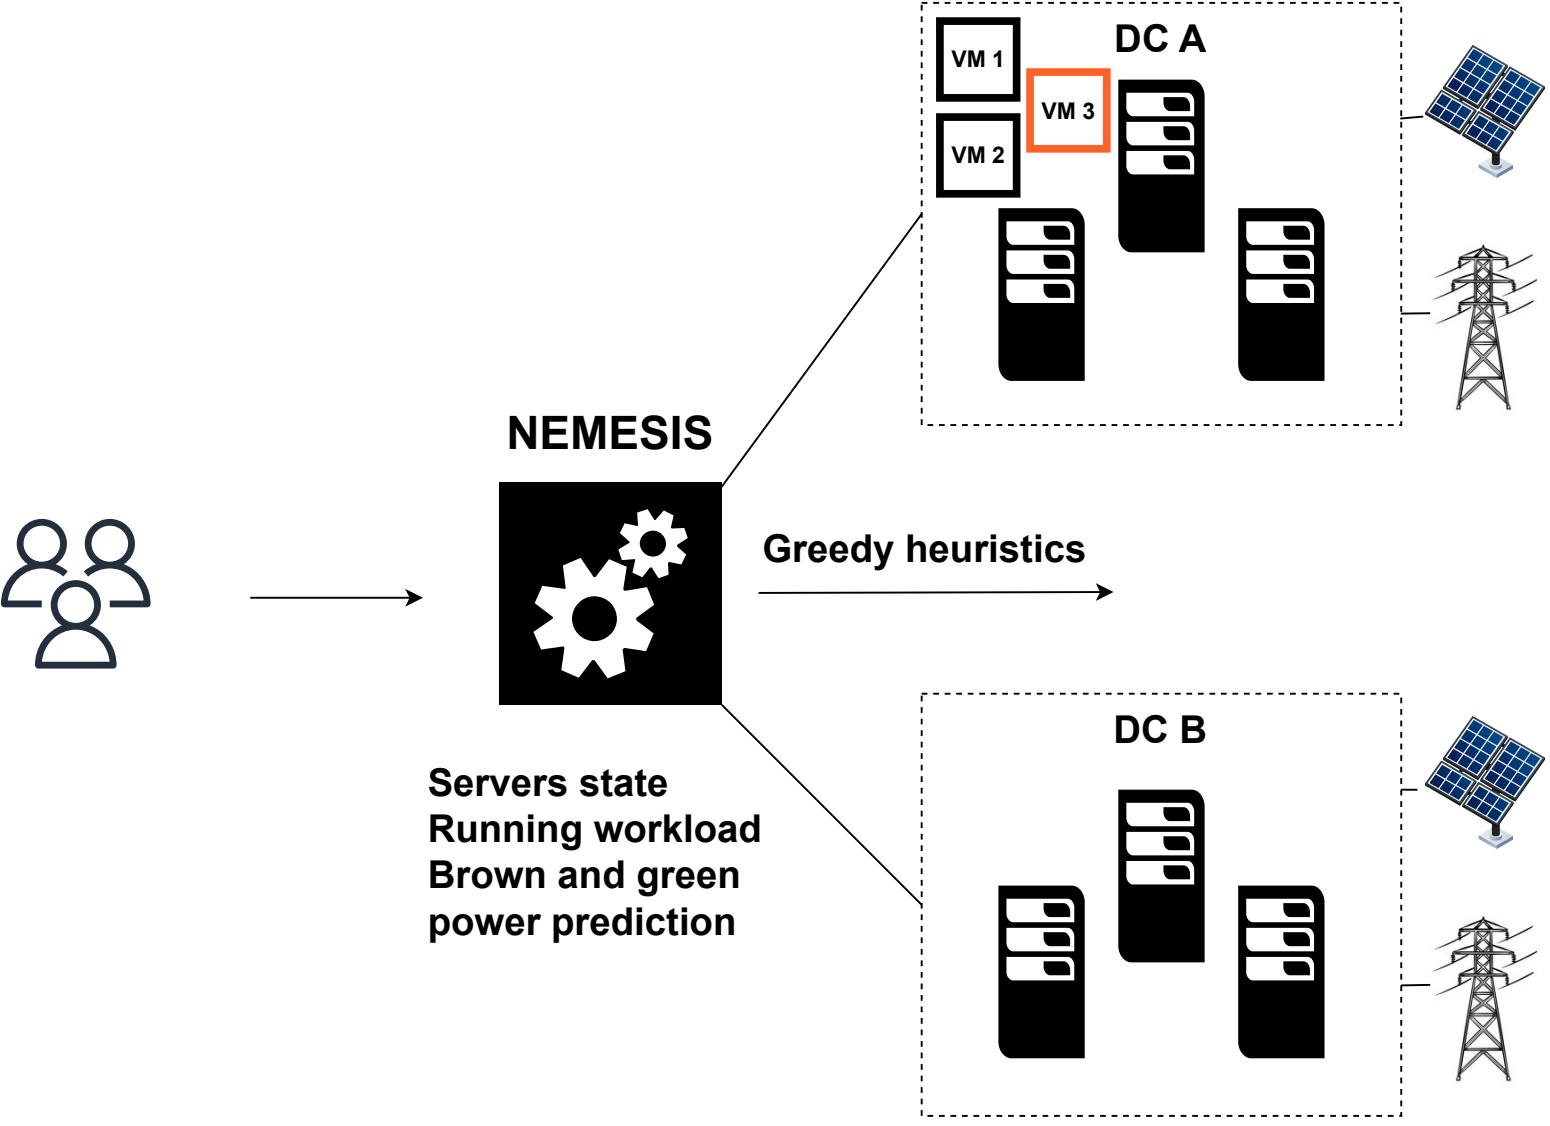 DC A
VM 1
VM 3
VM 2
NEMESIS
Greedy heuristics
Servers state
Running workload
Brown and green
power prediction
DC B